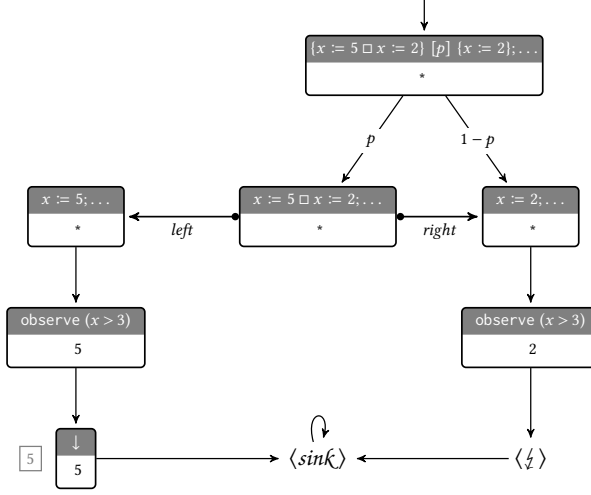 {x := 5 □ x := 2} [p] {x := 2}; . . .
*
p
1 − p
x := 5; . . .
*
left
x := 5 □ x := 2; . . .
*
right
x := 2; . . .
*
observe (x > 3)
5
observe (x > 3)
2
5
↓
5
⟨sink⟩
⟨↯⟩